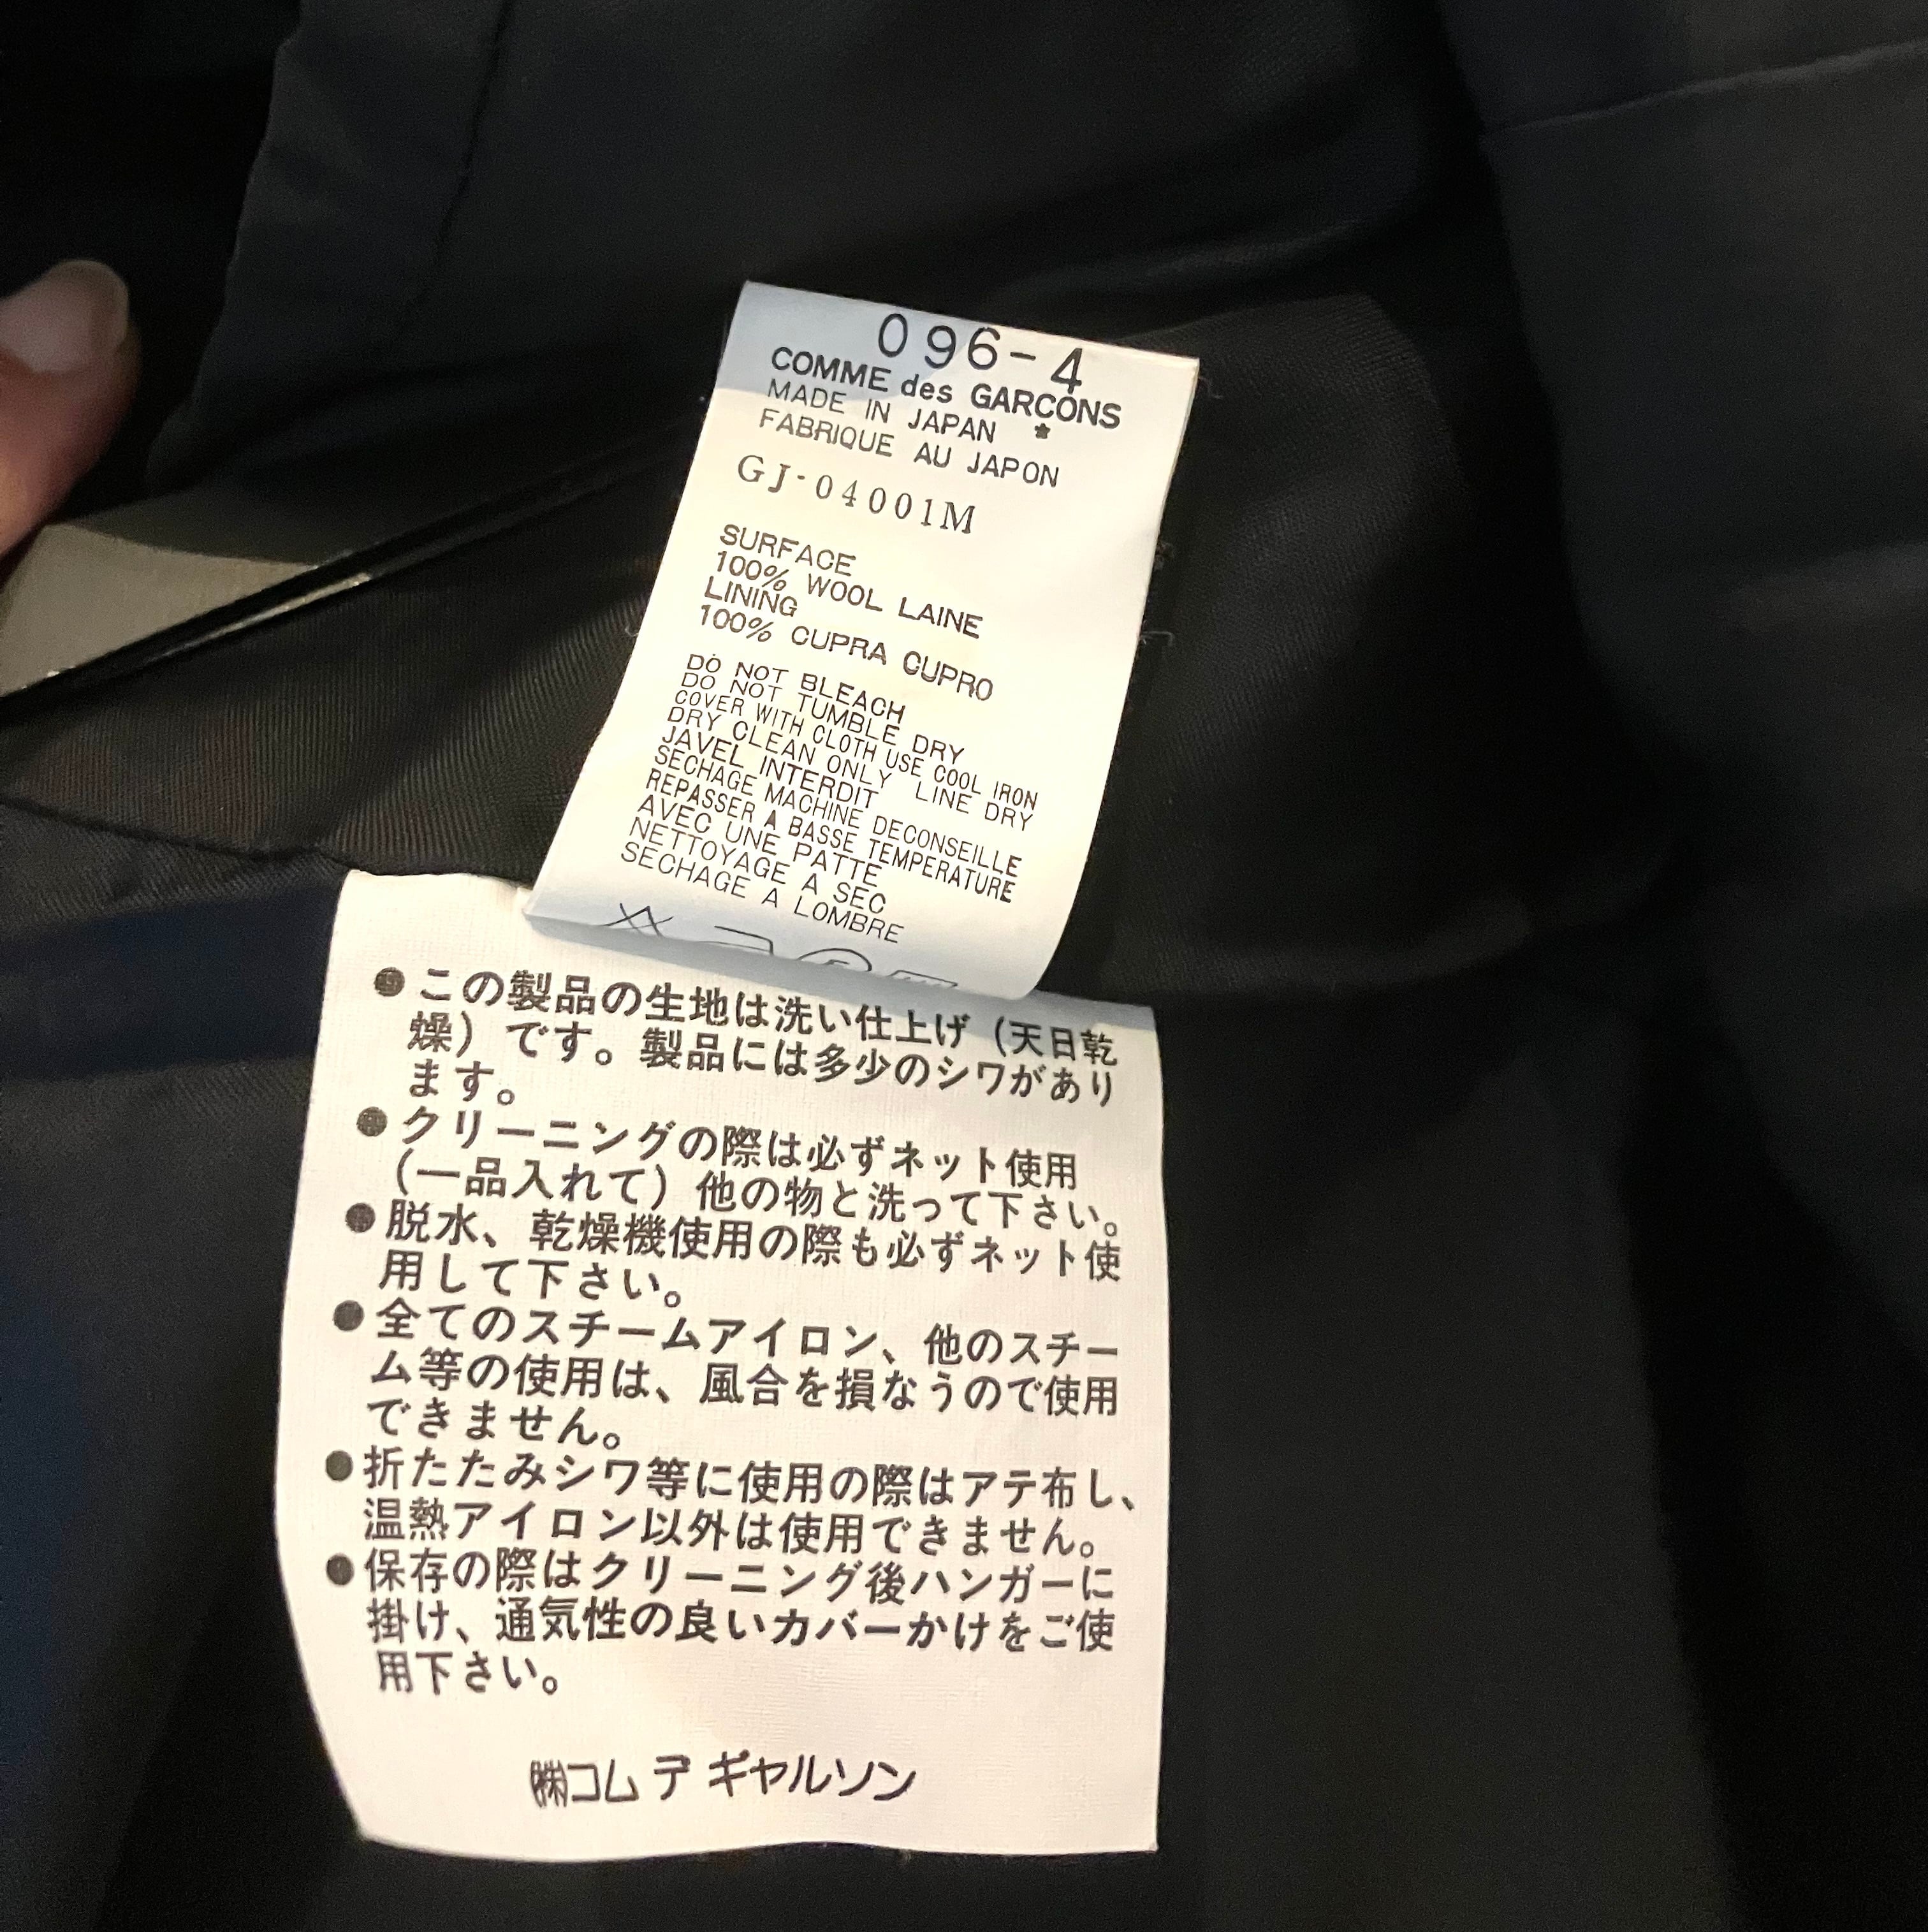 096-4
COMME des GARÇONS
MADE IN JAPAN *
FABRIQUE AU JAPON
GJ-04001M
SURFACE
100% WOOL LAINE
LINING
100% CUPRA CUPRO
DO NOT BLEACH
DO NOT TUMBLE DRY
COVER WITH CLOTH USE COOL IRON
DRY CLEAN ONLY LINE DRY
JAVEL INTERDIT
SECHAGE MACHINE DECONSEILLE
REPASSER A BASSE TEMPERATURE
AVEC UNE PATTE
NETTOYAGE A SEC
SECHAGE A LOMBRE
●この製品の生地は洗い仕上げ（天日乾
燥）です。製品には多少のシワがあり
ます。
●クリーニングの際は必ずネット使用
（一品入れて）他の物と洗って下さい。
●脱水、乾燥機使用の際も必ずネット使
用して下さい。
●全てのスチームアイロン、他のスチー
ム等の使用は、風合を損なうので使用
できません。
●折たたみシワ等に使用の際はアテ布し、
温熱アイロン以外は使用できません。
●保存の際はクリーニング後ハンガーに
掛け、通気性の良いカバーかけをご使
用下さい。
㈱コム デ ギャルソン